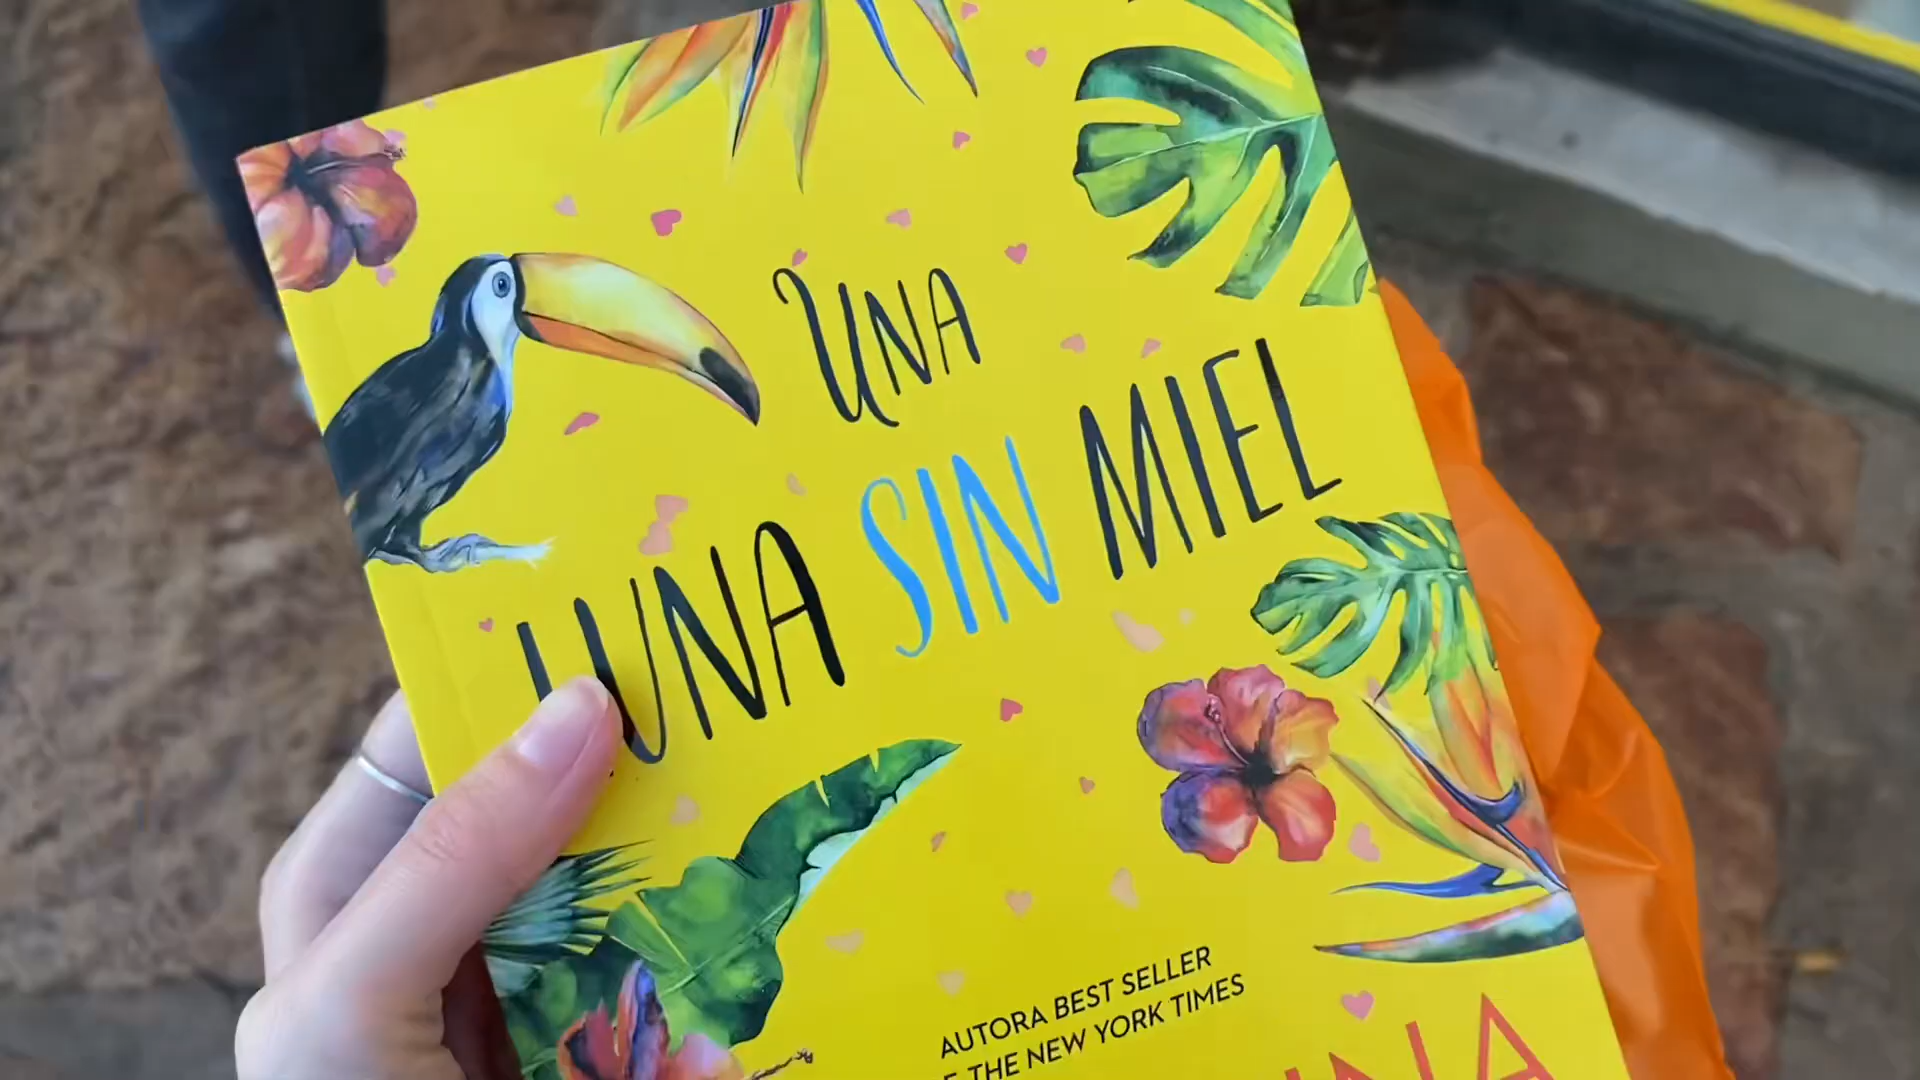 UNA
LUNA SIN MIEL
AUTORA BEST SELLER
THE NEW YORK TIMES